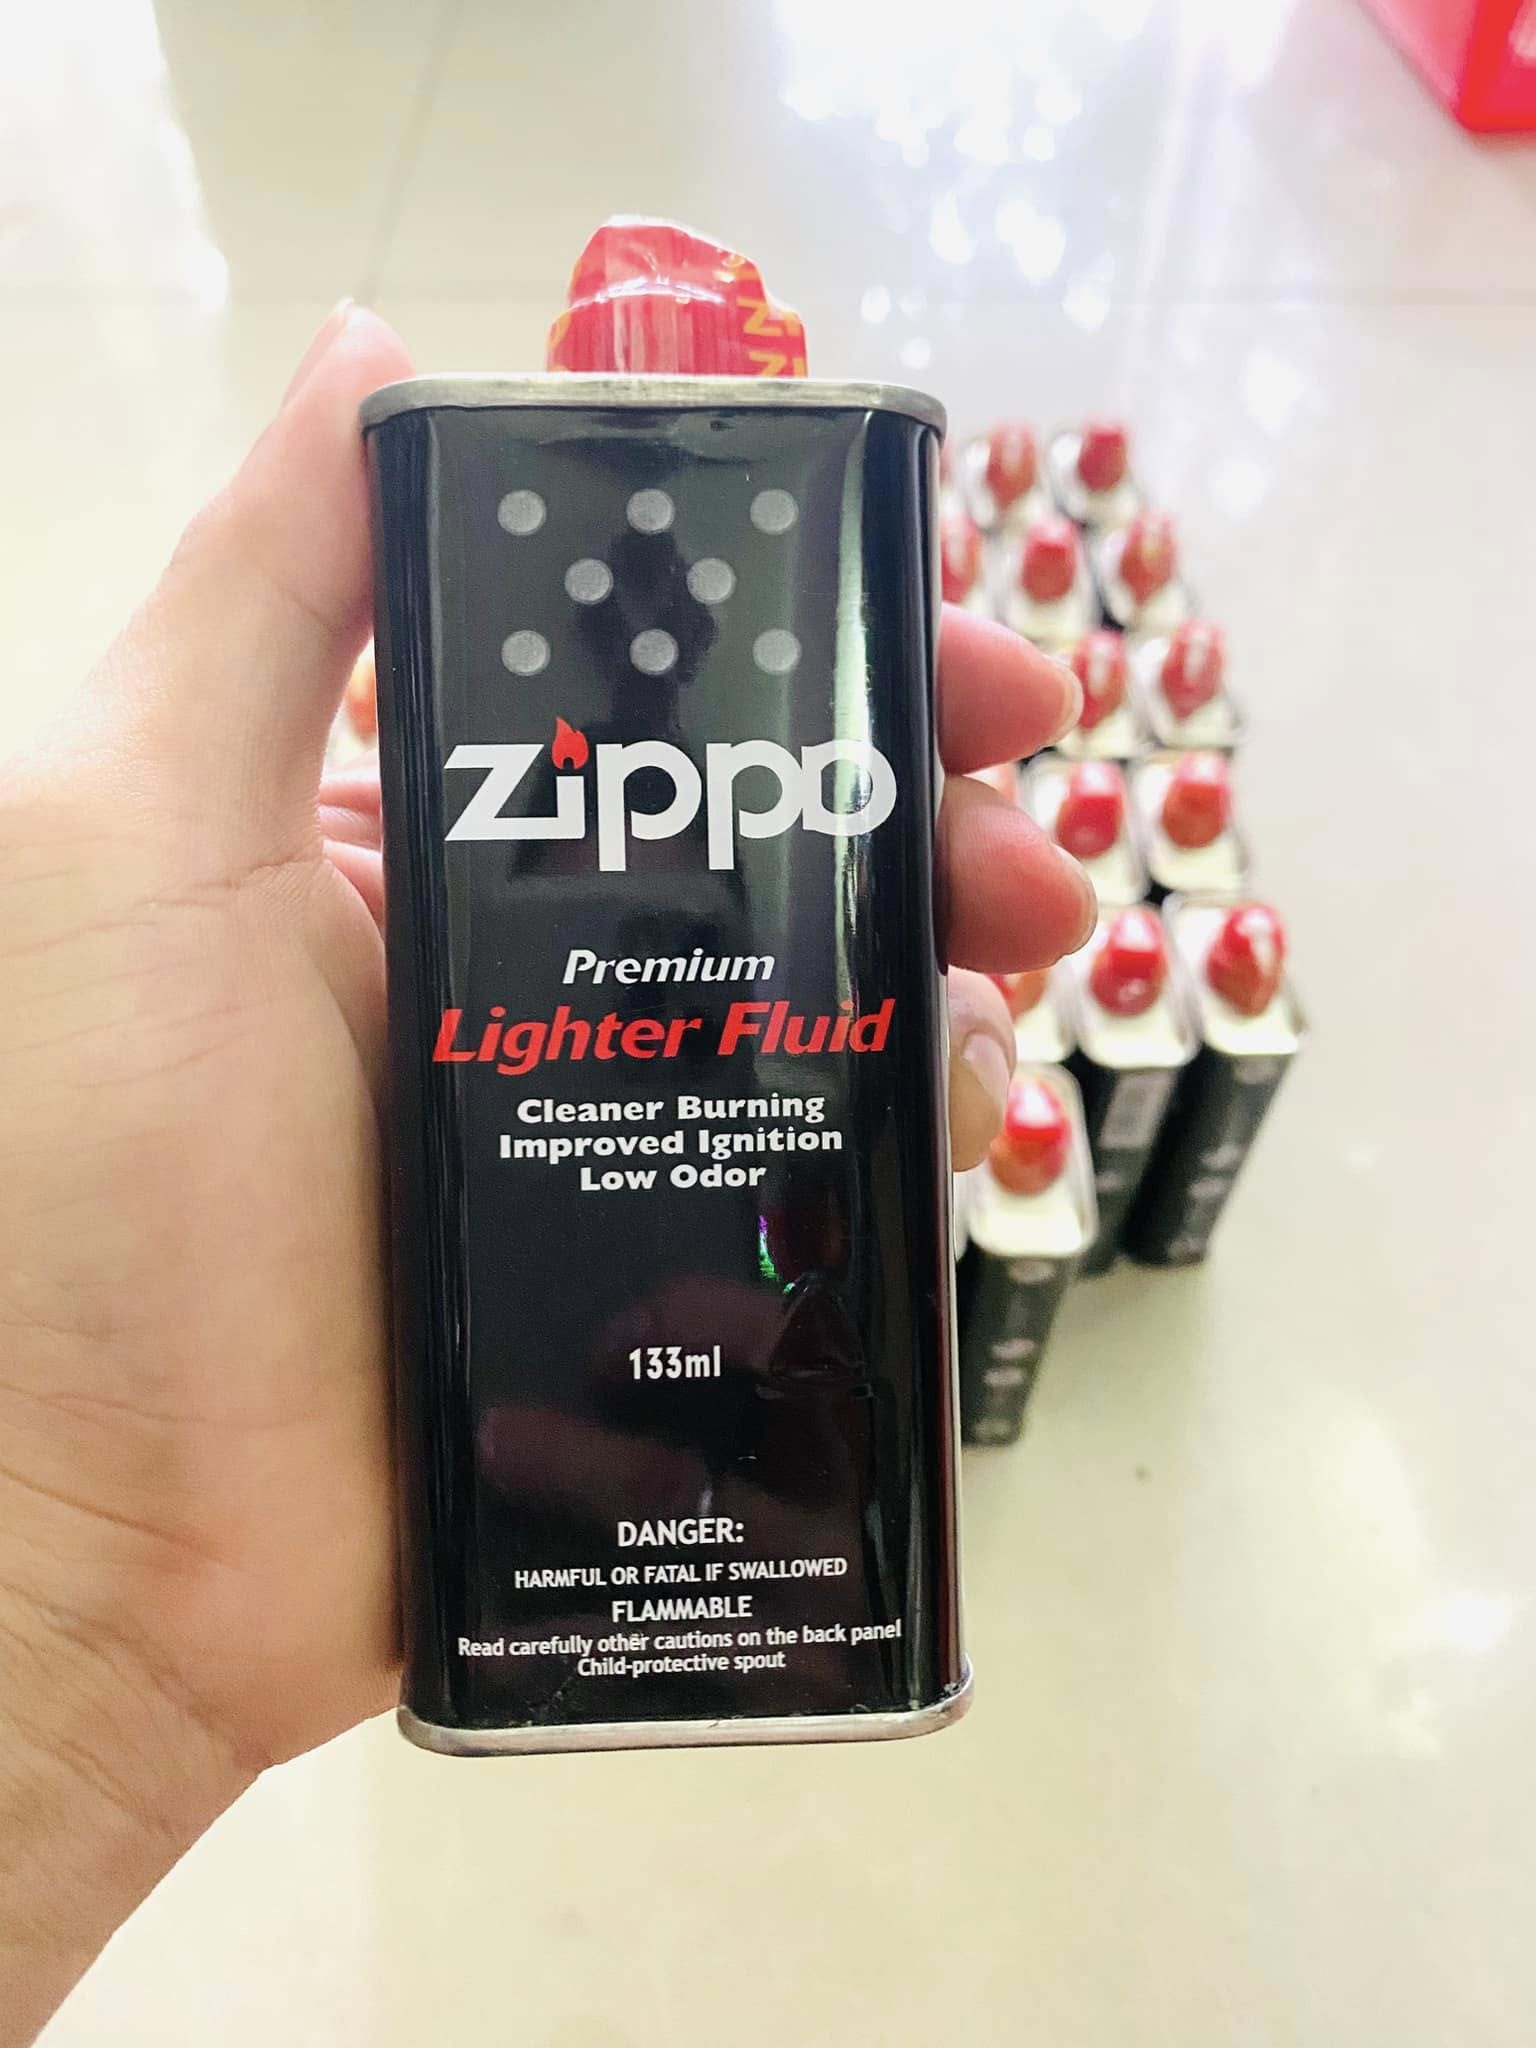 Zippo
Premium
Lighter Fluid
Cleaner Burning
Improved Ignition
Low Odor
133ml
DANGER:
HARMFUL OR FATAL IF SWALLOWED
FLAMMABLE
Read carefully other cautions on the back panel
Child-protective spout